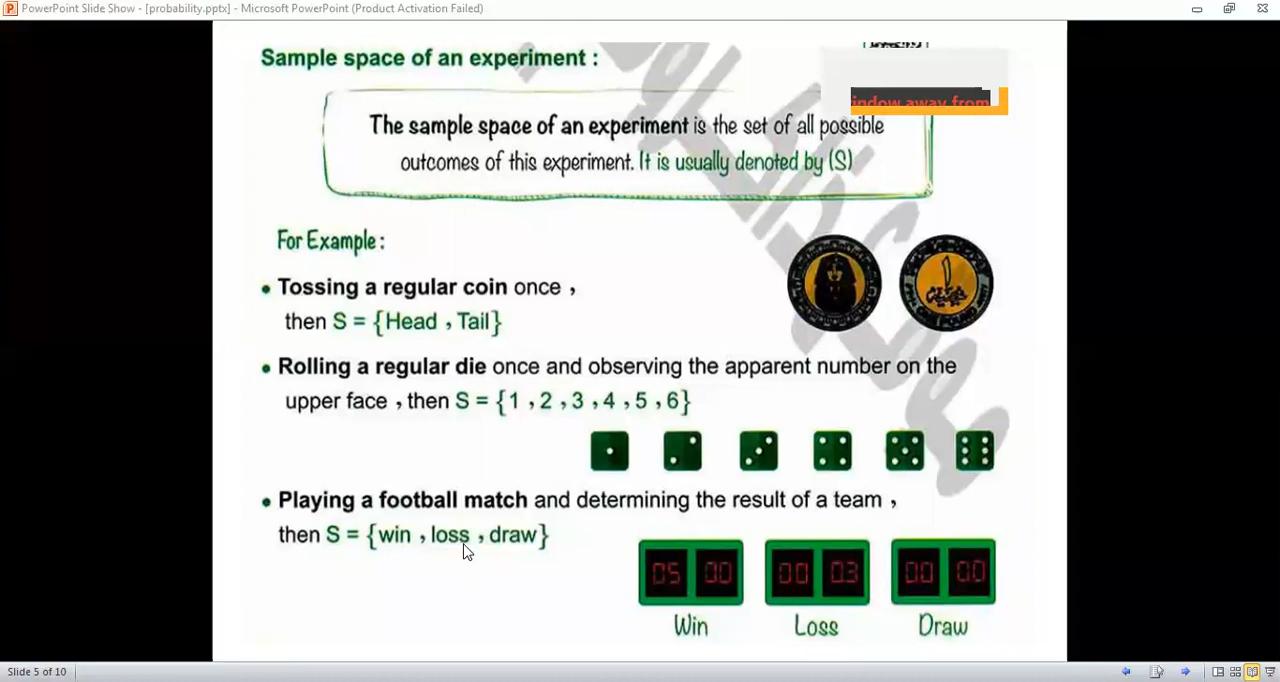 PowerPoint Slide Show - [probability.pptx] - Microsoft PowerPoint (Product Activation Failed)
Sample space of an experiment :
indow away from
The sample space of an experiment is the set of all possible
outcomes of this experiment. It is usually denoted by (S)
For Example :
• Tossing a regular coin once ,
then S = {Head , Tail}
• Rolling a regular die once and observing the apparent number on the
upper face , then S = {1 , 2 , 3 , 4 , 5 , 6}
• Playing a football match and determining the result of a team ,
then S = {win , loss , draw}
05 00 00 03 00 00
Win Loss Draw
Slide 5 of 10